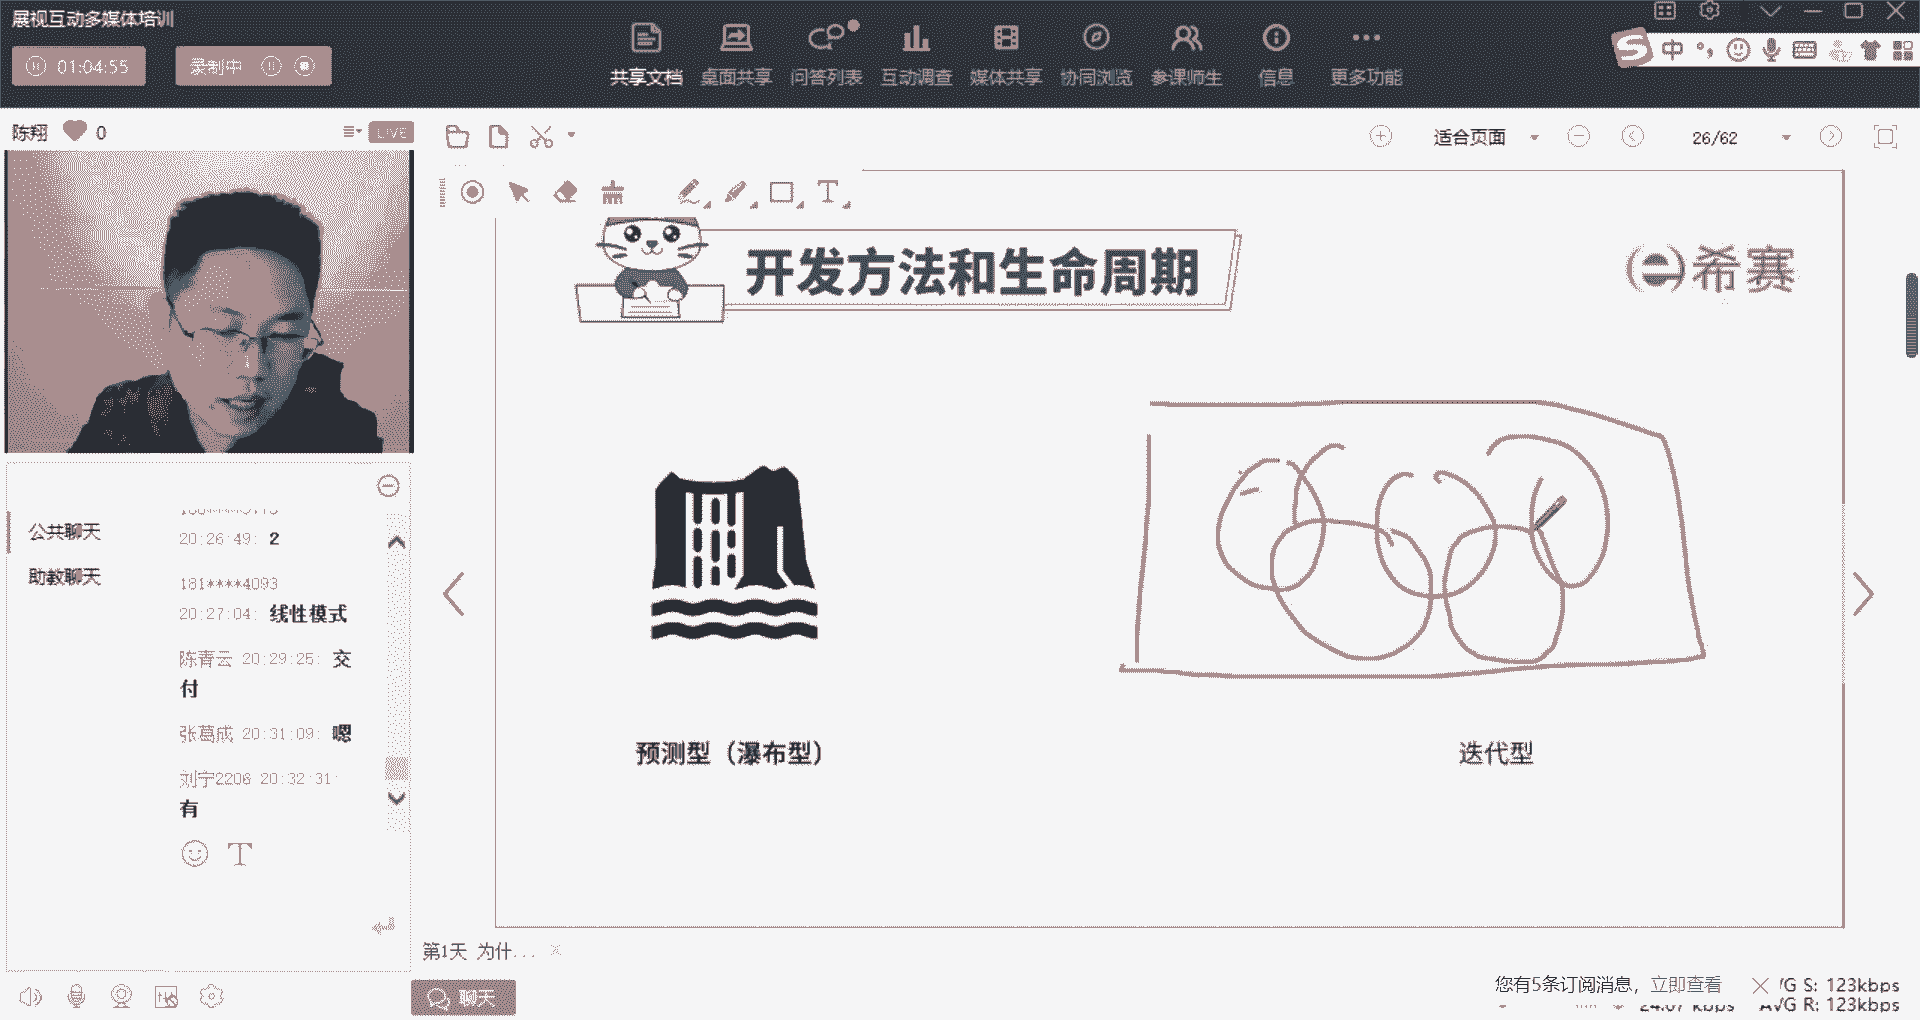 展视互动多媒体培训
01:04:55
录制中
共享文档 桌面共享 问答列表 互动调查 媒体共享 协同浏览 参课师生 信息 更多功能
中
陈翔 0
LIVE
适合页面
26/62
T
开发方法和生命周期
希赛
公共聊天
助教聊天
20:26:49: 2
181****4093
20:27:04: 线性模式
陈青云 20:29:25: 交
付
张葛成 20:31:09: 嗯
刘宇2206 20:32:31:
有
T
预测型（瀑布型）
迭代型
第1天 为什...
聊天
您有5条订阅消息，立即查看
VG S: 123kbps
24.07 kbps AVG R: 123kbps